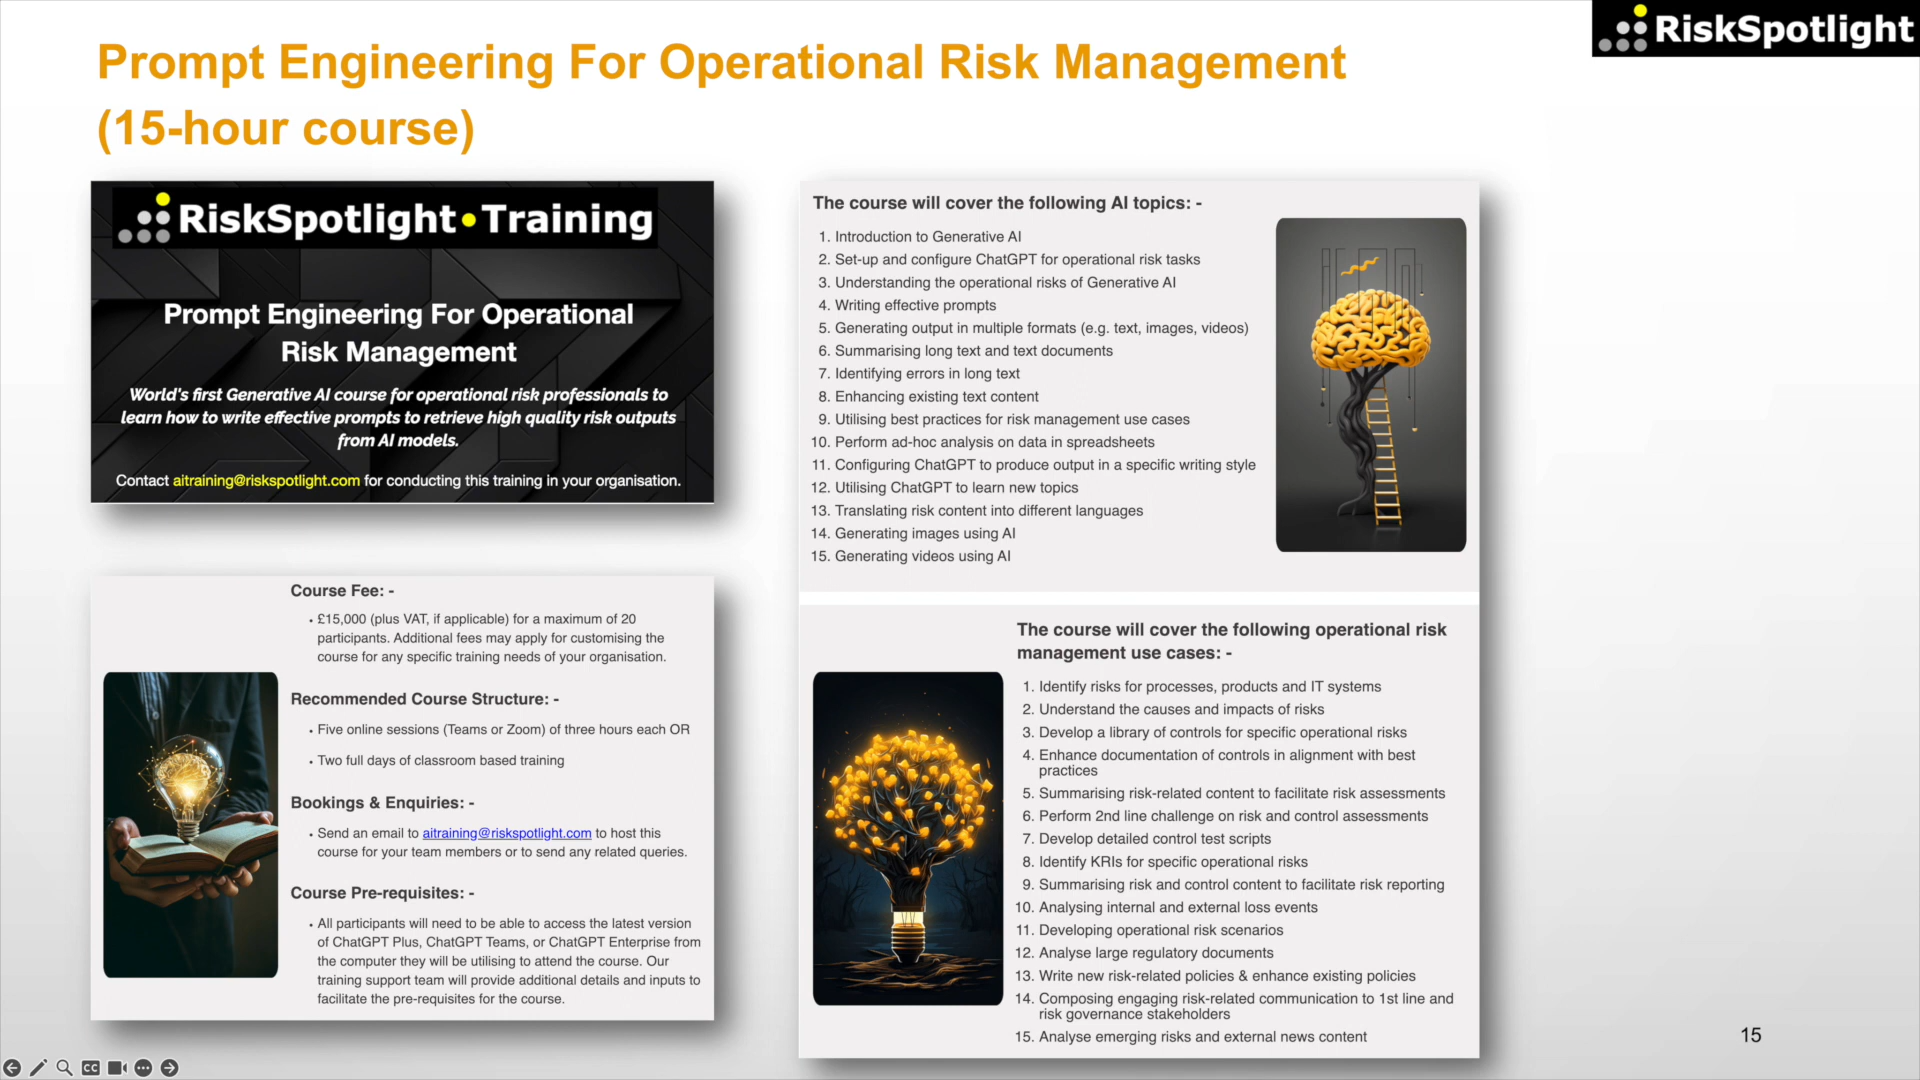 Prompt Engineering For Operational Risk Management
(15-hour course)
RiskSpotlight
RiskSpotlight•Training
Prompt Engineering For Operational
Risk Management
World's first Generative AI course for operational risk professionals to
learn how to write effective prompts to retrieve high quality risk outputs
from AI models.
Contact aitraining@riskspotlight.com for conducting this training in your organisation.
Course Fee: -
• £15,000 (plus VAT, if applicable) for a maximum of 20
participants. Additional fees may apply for customising the
course for any specific training needs of your organisation.
Recommended Course Structure: -
• Five online sessions (Teams or Zoom) of three hours each OR
• Two full days of classroom based training
Bookings & Enquiries: -
• Send an email to aitraining@riskspotlight.com to host this
course for your team members or to send any related queries.
Course Pre-requisites: -
• All participants will need to be able to access the latest version
of ChatGPT Plus, ChatGPT Teams, or ChatGPT Enterprise from
the computer they will be utilising to attend the course. Our
training support team will provide additional details and inputs to
facilitate the pre-requisites for the course.
The course will cover the following AI topics: -
1. Introduction to Generative AI
2. Set-up and configure ChatGPT for operational risk tasks
3. Understanding the operational risks of Generative AI
4. Writing effective prompts
5. Generating output in multiple formats (e.g. text, images, videos)
6. Summarising long text and text documents
7. Identifying errors in long text
8. Enhancing existing text content
9. Utilising best practices for risk management use cases
10. Perform ad-hoc analysis on data in spreadsheets
11. Configuring ChatGPT to produce output in a specific writing style
12. Utilising ChatGPT to learn new topics
13. Translating risk content into different languages
14. Generating images using AI
15. Generating videos using AI
The course will cover the following operational risk
management use cases: -
1. Identify risks for processes, products and IT systems
2. Understand the causes and impacts of risks
3. Develop a library of controls for specific operational risks
4. Enhance documentation of controls in alignment with best
practices
5. Summarising risk-related content to facilitate risk assessments
6. Perform 2nd line challenge on risk and control assessments
7. Develop detailed control test scripts
8. Identify KRIs for specific operational risks
9. Summarising risk and control content to facilitate risk reporting
10. Analysing internal and external loss events
11. Developing operational risk scenarios
12. Analyse large regulatory documents
13. Write new risk-related policies & enhance existing policies
14. Composing engaging risk-related communication to 1st line and
risk governance stakeholders
15. Analyse emerging risks and external news content
15
CC